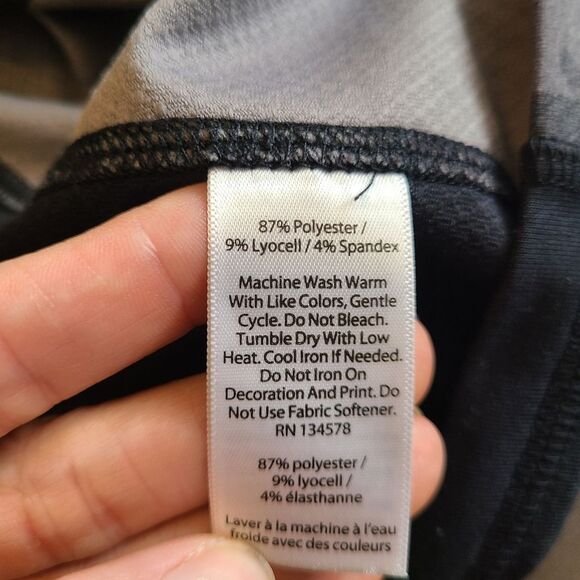 87% Polyester /
9% Lyocell / 4% Spandex
Machine Wash Warm
With Like Colors, Gentle
Cycle. Do Not Bleach.
Tumble Dry With Low
Heat. Cool Iron If Needed.
Do Not Iron On
Decoration And Print. Do
Not Use Fabric Softener.
RN 134578
87% polyester /
9% lyocell /
4% élasthanne
Laver à la machine à l'eau
froide avec des couleurs